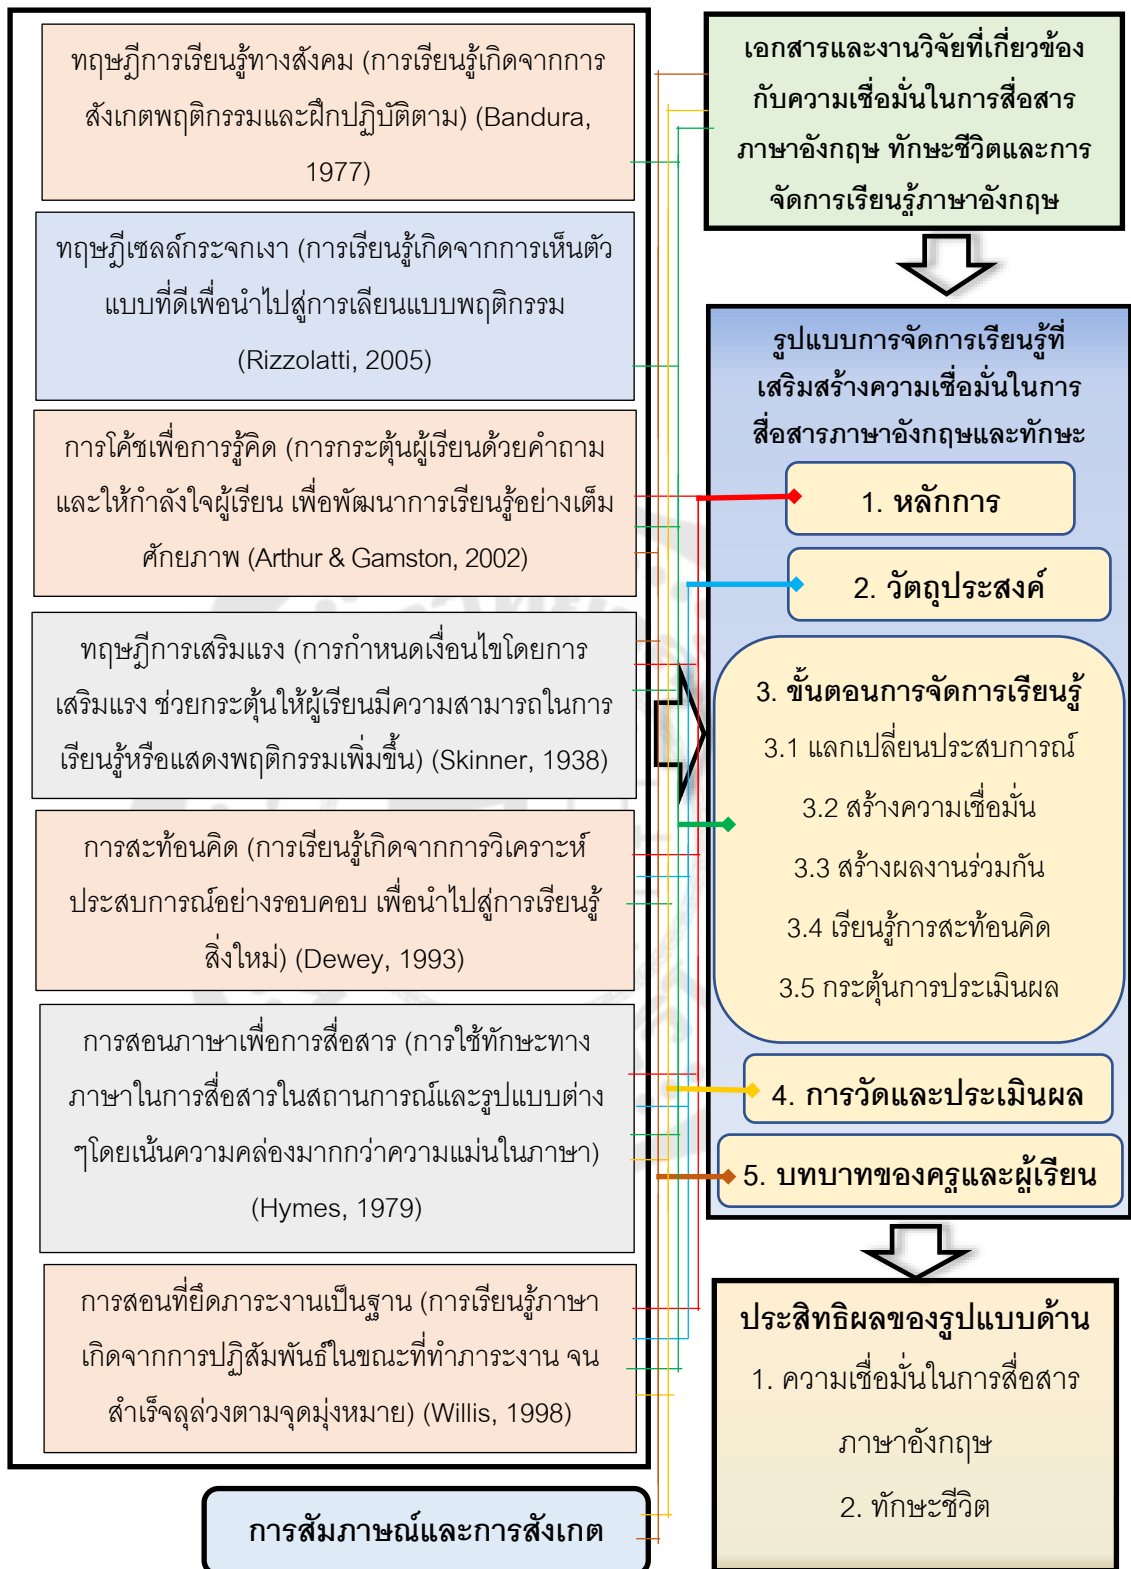 ทฤษฎีการเรียนรู้ทางสังคม (การเรียนรู้เกิดจากการ
สังเกตพฤติกรรมและฝึกปฏิบัติตาม) (Bandura,
1977)
ทฤษฎีเซลล์กระจกเงา (การเรียนรู้เกิดจากการเห็นตัว
แบบที่ดีเพื่อนำไปสู่การเลียนแบบพฤติกรรม
(Rizzolatti, 2005)
การโค้ชเพื่อการรู้คิด (การกระตุ้นผู้เรียนด้วยคำถาม
และให้กำลังใจผู้เรียน เพื่อพัฒนาการเรียนรู้อย่างเต็ม
ศักยภาพ (Arthur & Gamston, 2002)
ทฤษฎีการเสริมแรง (การกำหนดเงื่อนไขโดยการ
เสริมแรง ช่วยกระตุ้นให้ผู้เรียนมีความสามารถในการ
เรียนรู้หรือแสดงพฤติกรรมเพิ่มขึ้น) (Skinner, 1938)
การสะท้อนคิด (การเรียนรู้เกิดจากการวิเคราะห์
ประสบการณ์อย่างรอบคอบ เพื่อนำไปสู่การเรียนรู้
สิ่งใหม่) (Dewey, 1993)
การสอนภาษาเพื่อการสื่อสาร (การใช้ทักษะทาง
ภาษาในการสื่อสารในสถานการณ์และรูปแบบต่าง
ๆโดยเน้นความคล่องมากกว่าความแม่นในภาษา)
(Hymes, 1979)
การสอนที่ยึดภาระงานเป็นฐาน (การเรียนรู้ภาษา
เกิดจากการปฏิสัมพันธ์ในขณะที่ทำภาระงาน จน
สำเร็จลุล่วงตามจุดมุ่งหมาย) (Willis, 1998)
การสัมภาษณ์และการสังเกต
เอกสารและงานวิจัยที่เกี่ยวข้อง
กับความเชื่อมั่นในการสื่อสาร
ภาษาอังกฤษ ทักษะชีวิตและการ
จัดการเรียนรู้ภาษาอังกฤษ
รูปแบบการจัดการเรียนรู้ที่
เสริมสร้างความเชื่อมั่นในการ
สื่อสารภาษาอังกฤษและทักษะ
1. หลักการ
2. วัตถุประสงค์
3. ขั้นตอนการจัดการเรียนรู้
3.1 แลกเปลี่ยนประสบการณ์
3.2 สร้างความเชื่อมั่น
3.3 สร้างผลงานร่วมกัน
3.4 เรียนรู้การสะท้อนคิด
3.5 กระตุ้นการประเมินผล
4. การวัดและประเมินผล
5. บทบาทของครูและผู้เรียน
ประสิทธิผลของรูปแบบด้าน
1. ความเชื่อมั่นในการสื่อสาร
ภาษาอังกฤษ
2. ทักษะชีวิต